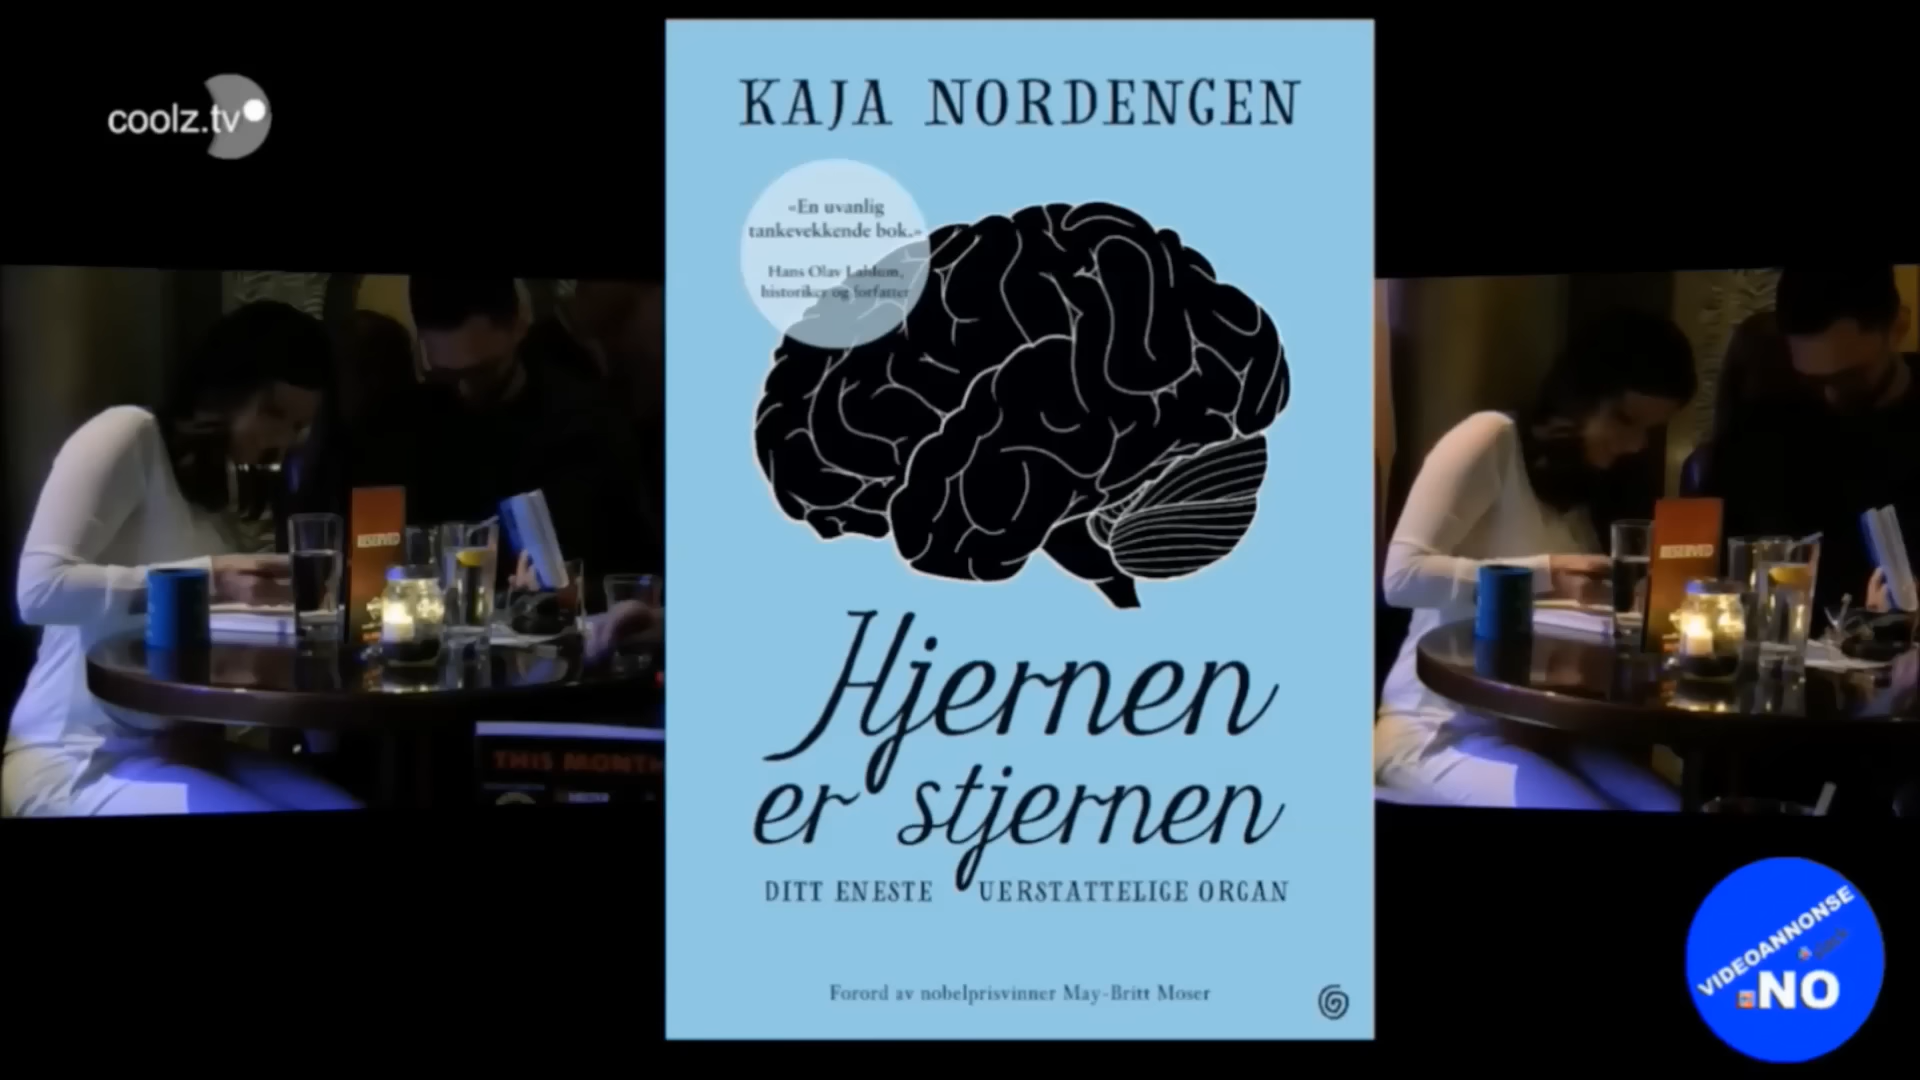 coolz.tv
KAJA NORDENGEN
«En uvanlig
tankevekkende bok.»
Hans Olav Lahlum,
historiker og forfatter
Hjernen
er stjernen
DITT ENESTE UERSTATTELIGE ORGAN
Forord av nobelprisvinner May-Britt Moser
RESERVED
THIS MONTH
RESERVED
VIDEOANNONSE
.NO